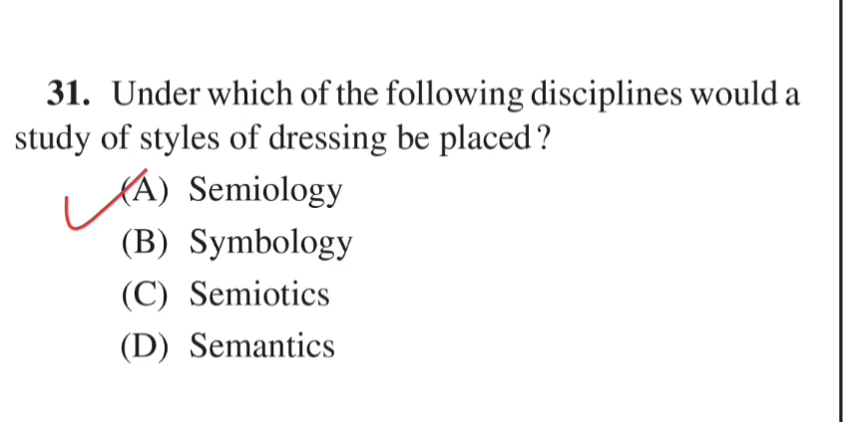 31. Under which of the following disciplines would a
study of styles of dressing be placed?
(A) Semiology
(B) Symbology
(C) Semiotics
(D) Semantics